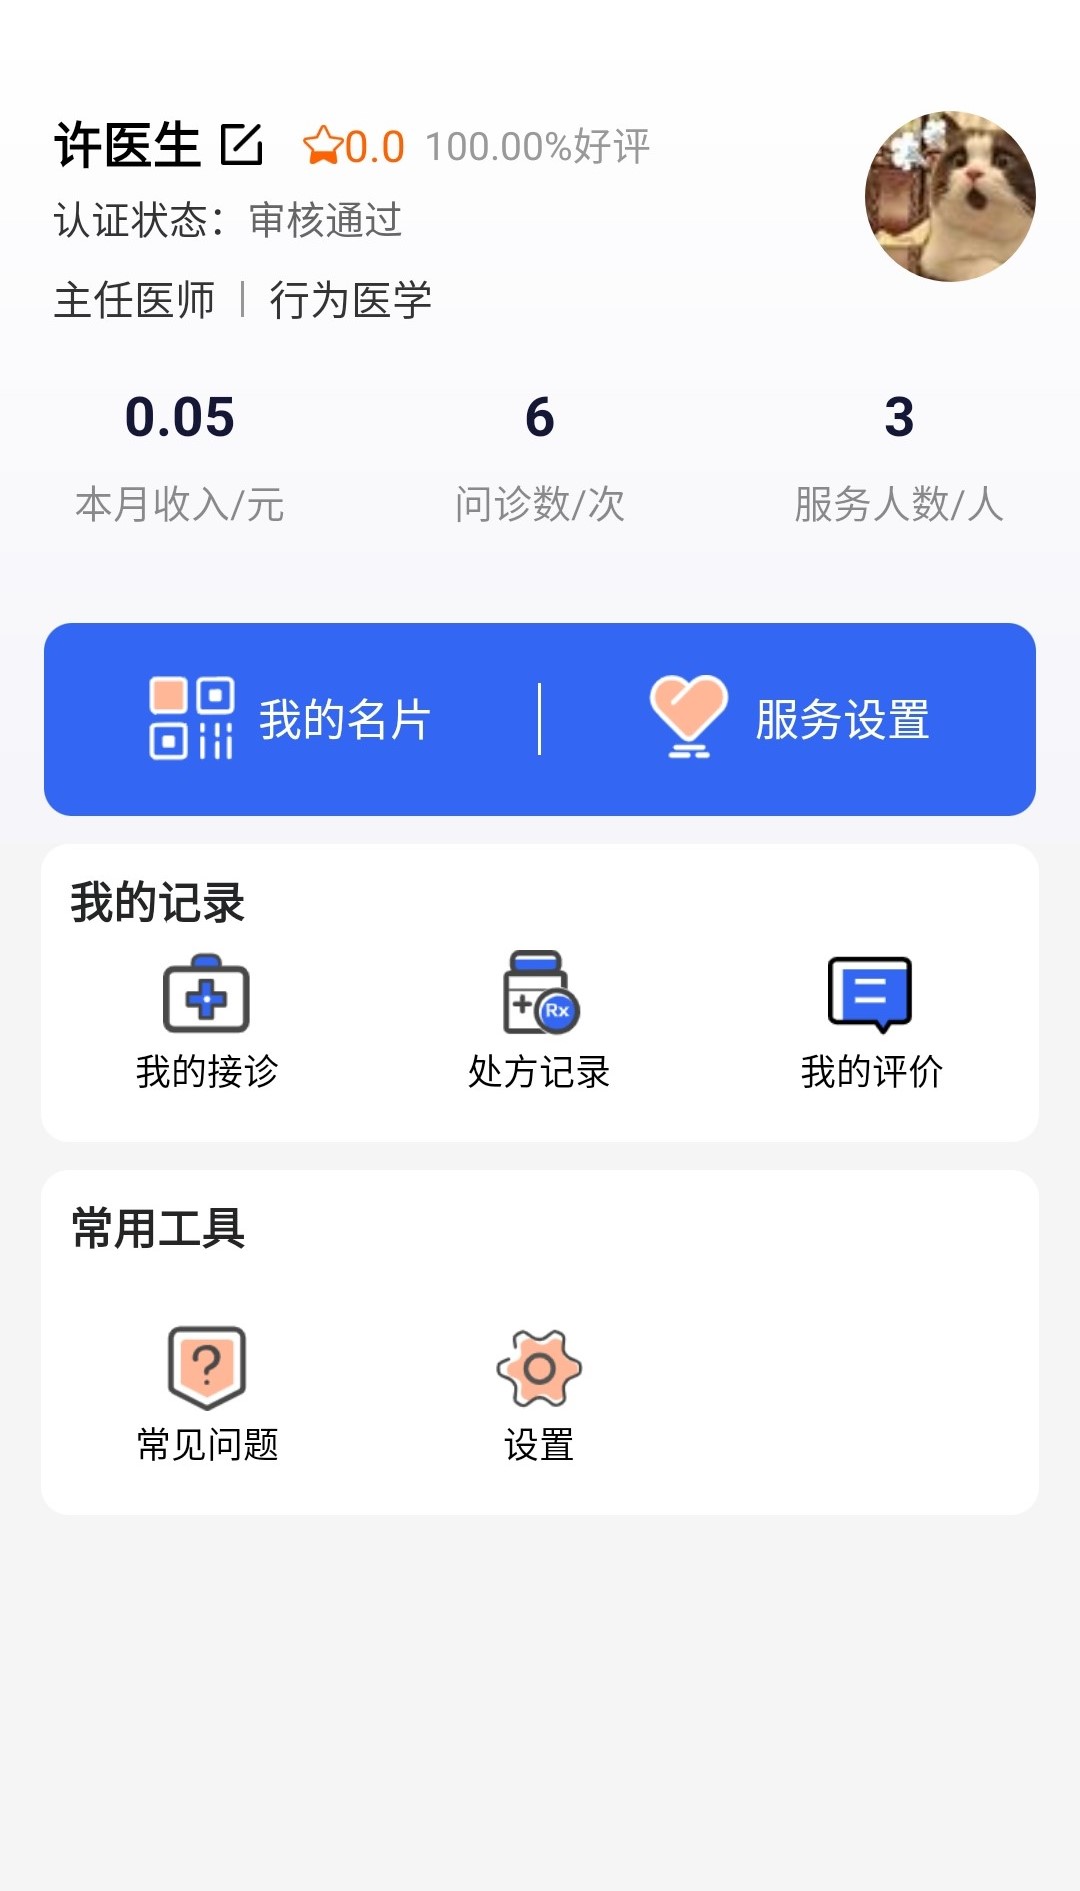 许医生 0.0 100.00%好评
认证状态：审核通过
主任医师 | 行为医学
0.05 6 3
本月收入/元 问诊数/次 服务人数/人
我的名片 服务设置
我的记录
Rx
我的接诊 处方记录 我的评价
常用工具
?
常见问题 设置